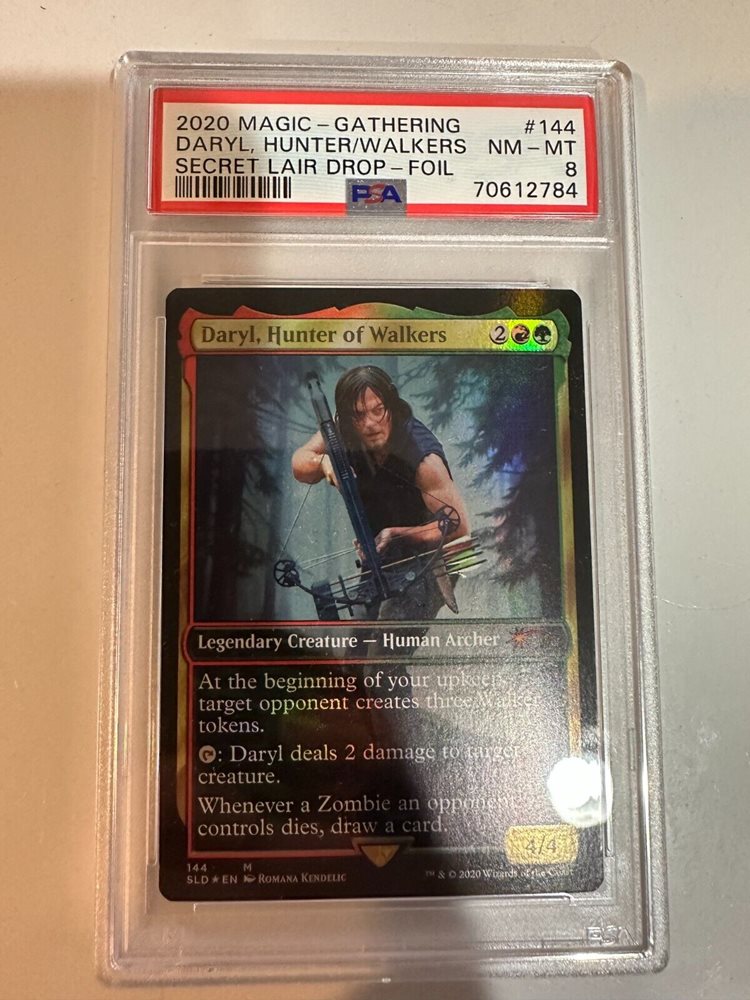 2020 MAGIC - GATHERING #144
DARYL, HUNTER/WALKERS NM - MT
SECRET LAIR DROP - FOIL 8
PSA 70612784
Daryl, Hunter of Walkers 2
Legendary Creature — Human Archer
At the beginning of your upkeep,
target opponent creates three Walker
tokens.
: Daryl deals 2 damage to target
creature.
Whenever a Zombie an opponent
controls dies, draw a card.
4/4
144 M
SLD ★ EN Romana Kendelic
™ & © 2020 Wizards of the Coast
PSA